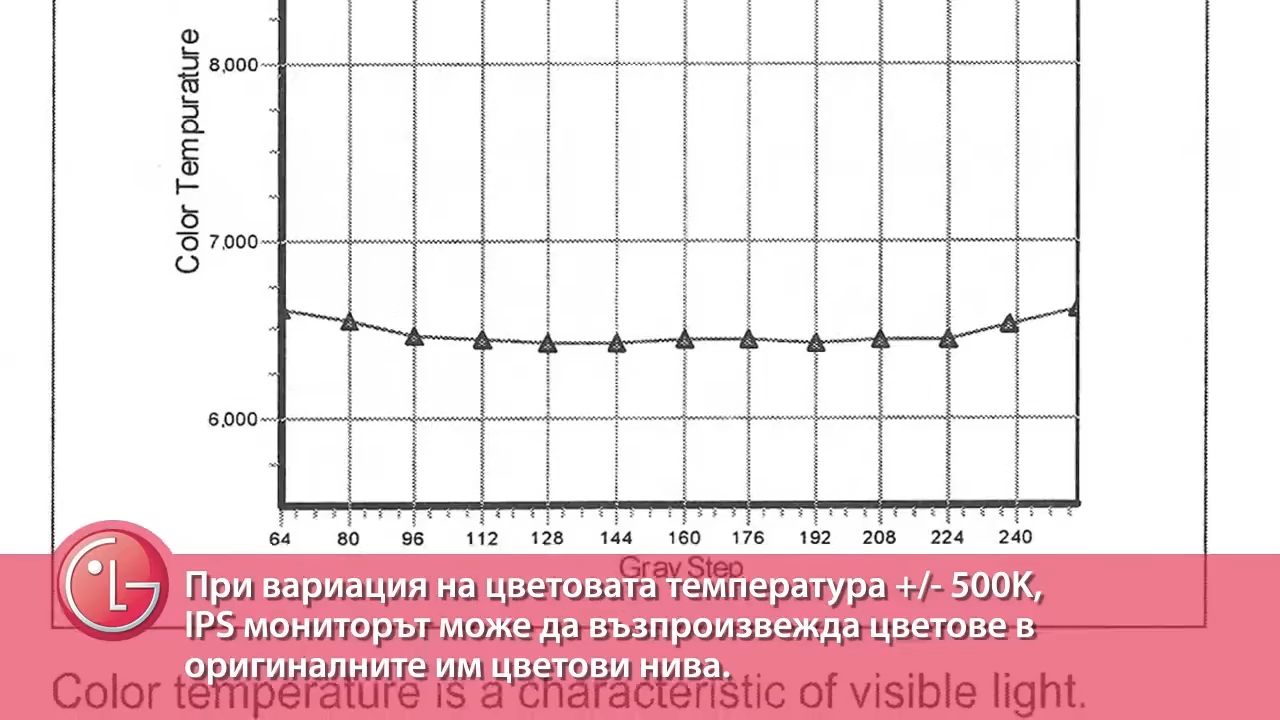 Color Tempurature
8,000
7,000
6,000
64 80 96 112 128 144 160 176 192 208 224 240
Gray Step
При вариация на цветовата температура +/- 500K,
IPS мониторът може да възпроизвежда цветове в
оригиналните им цветови нива.
Color temperature is a characteristic of visible light.
LG